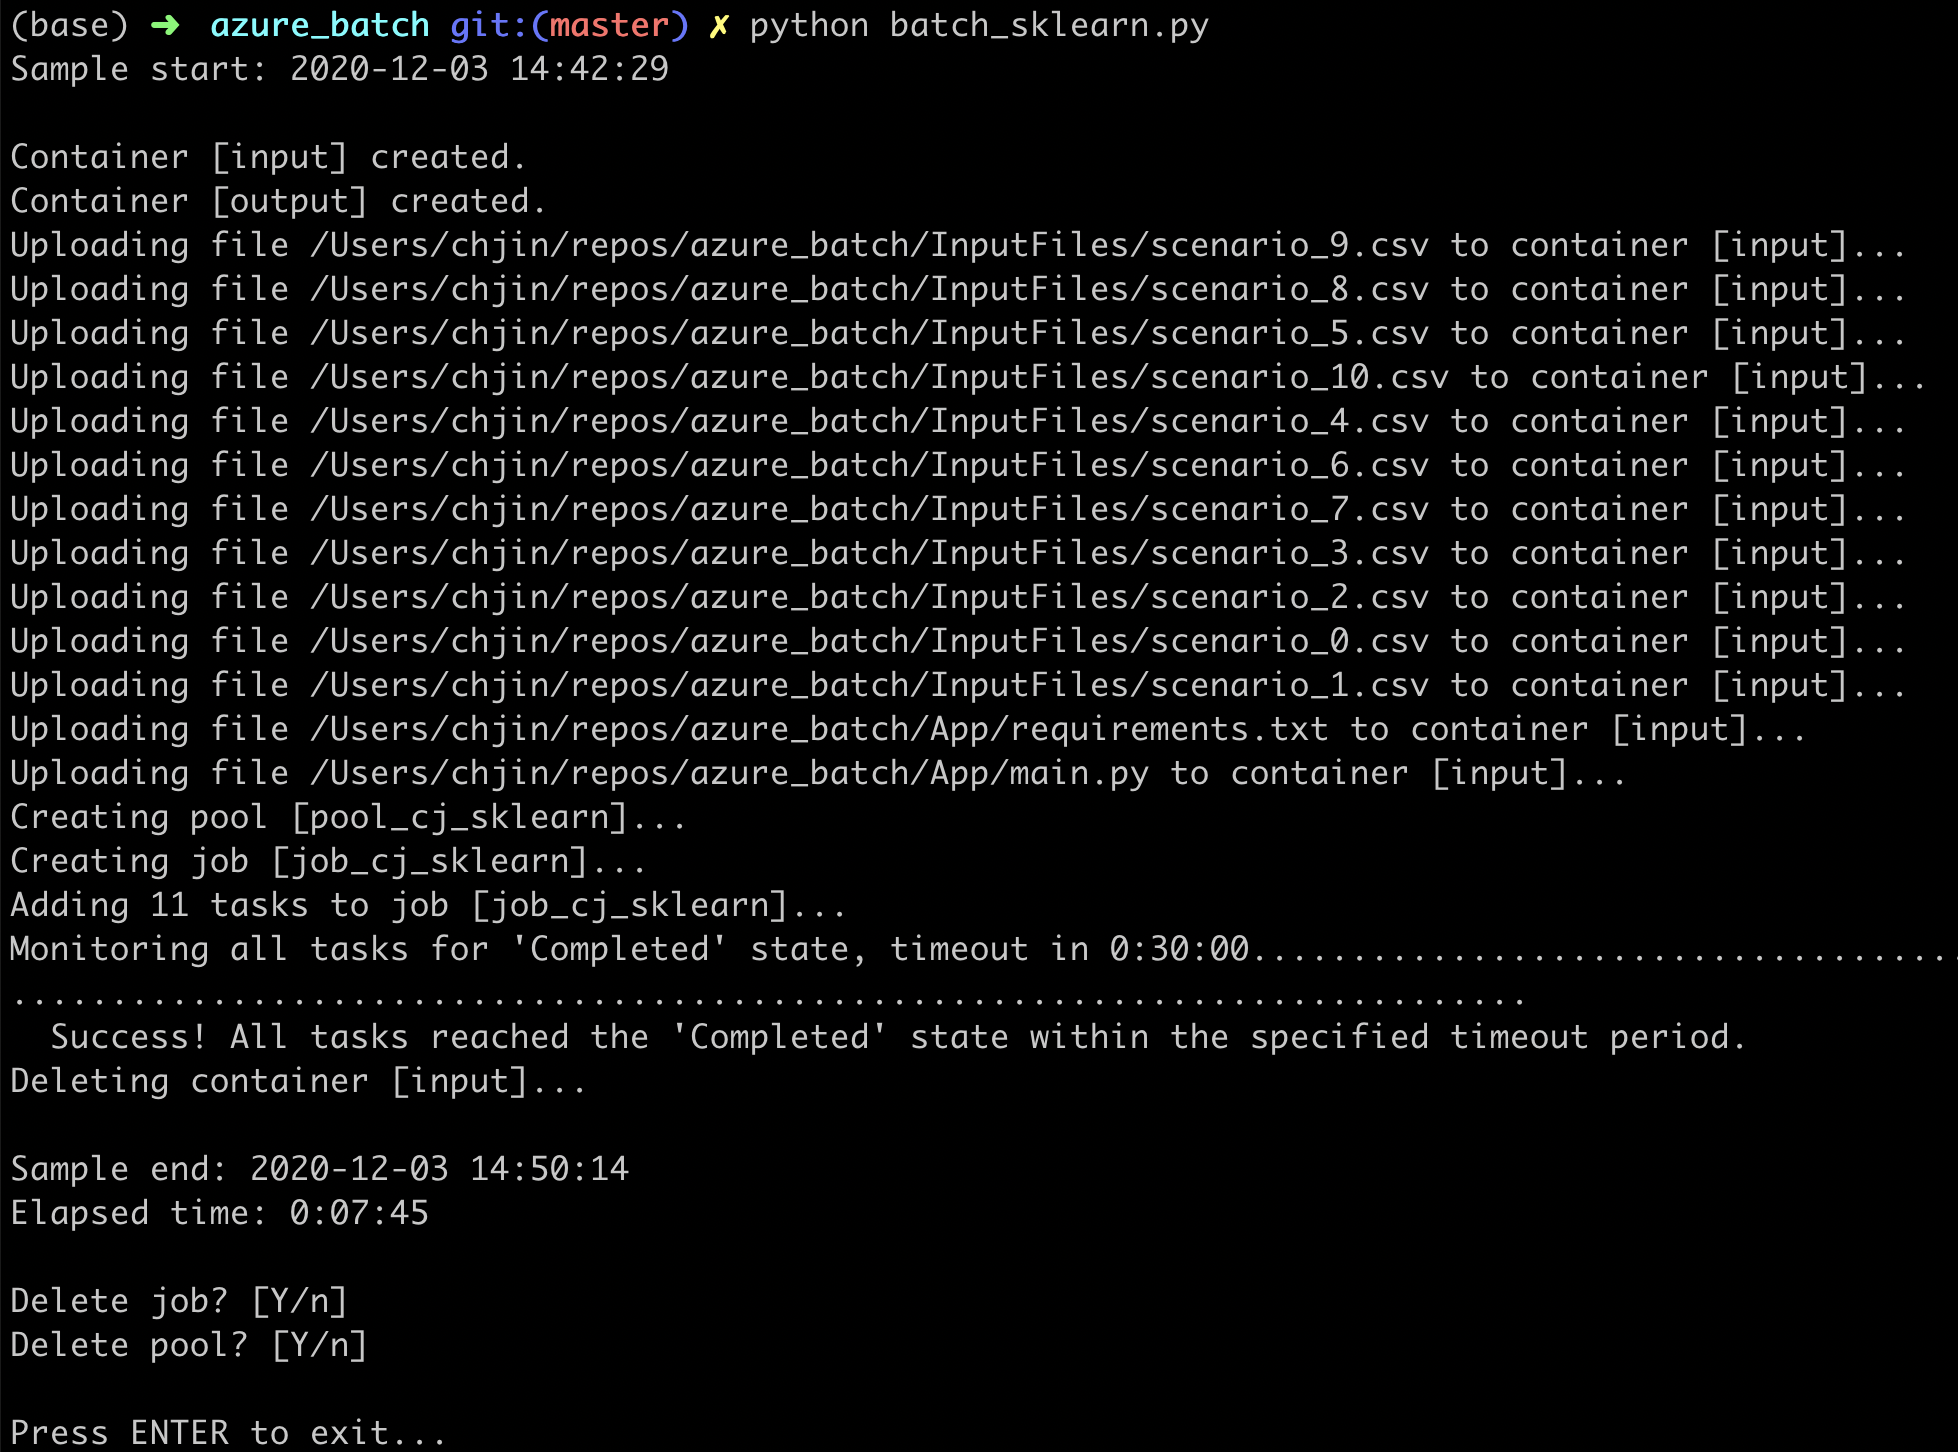 (base) ➜ azure_batch git:(master) ✗ python batch_sklearn.py
Sample start: 2020-12-03 14:42:29
Container [input] created.
Container [output] created.
Uploading file /Users/chjin/repos/azure_batch/InputFiles/scenario_9.csv to container [input]...
Uploading file /Users/chjin/repos/azure_batch/InputFiles/scenario_8.csv to container [input]...
Uploading file /Users/chjin/repos/azure_batch/InputFiles/scenario_5.csv to container [input]...
Uploading file /Users/chjin/repos/azure_batch/InputFiles/scenario_10.csv to container [input]...
Uploading file /Users/chjin/repos/azure_batch/InputFiles/scenario_4.csv to container [input]...
Uploading file /Users/chjin/repos/azure_batch/InputFiles/scenario_6.csv to container [input]...
Uploading file /Users/chjin/repos/azure_batch/InputFiles/scenario_7.csv to container [input]...
Uploading file /Users/chjin/repos/azure_batch/InputFiles/scenario_3.csv to container [input]...
Uploading file /Users/chjin/repos/azure_batch/InputFiles/scenario_2.csv to container [input]...
Uploading file /Users/chjin/repos/azure_batch/InputFiles/scenario_0.csv to container [input]...
Uploading file /Users/chjin/repos/azure_batch/InputFiles/scenario_1.csv to container [input]...
Uploading file /Users/chjin/repos/azure_batch/App/requirements.txt to container [input]...
Uploading file /Users/chjin/repos/azure_batch/App/main.py to container [input]...
Creating pool [pool_cj_sklearn]...
Creating job [job_cj_sklearn]...
Adding 11 tasks to job [job_cj_sklearn]...
Monitoring all tasks for 'Completed' state, timeout in 0:30:00....................................
............................................................................
  Success! All tasks reached the 'Completed' state within the specified timeout period.
Deleting container [input]...
Sample end: 2020-12-03 14:50:14
Elapsed time: 0:07:45
Delete job? [Y/n]
Delete pool? [Y/n]
Press ENTER to exit...